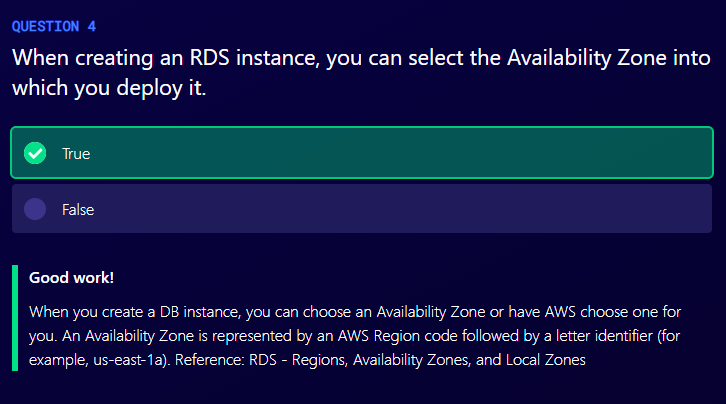 QUESTION 4
When creating an RDS instance, you can select the Availability Zone into
which you deploy it.
True
False
Good work!
When you create a DB instance, you can choose an Availability Zone or have AWS choose one for
you. An Availability Zone is represented by an AWS Region code followed by a letter identifier (for
example, us-east-1a). Reference: RDS - Regions, Availability Zones, and Local Zones